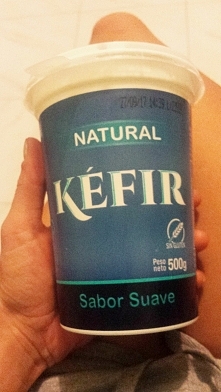 NATURAL
KÉFIR
SIN GLUTEN
Peso
neto 500g
Sabor Suave